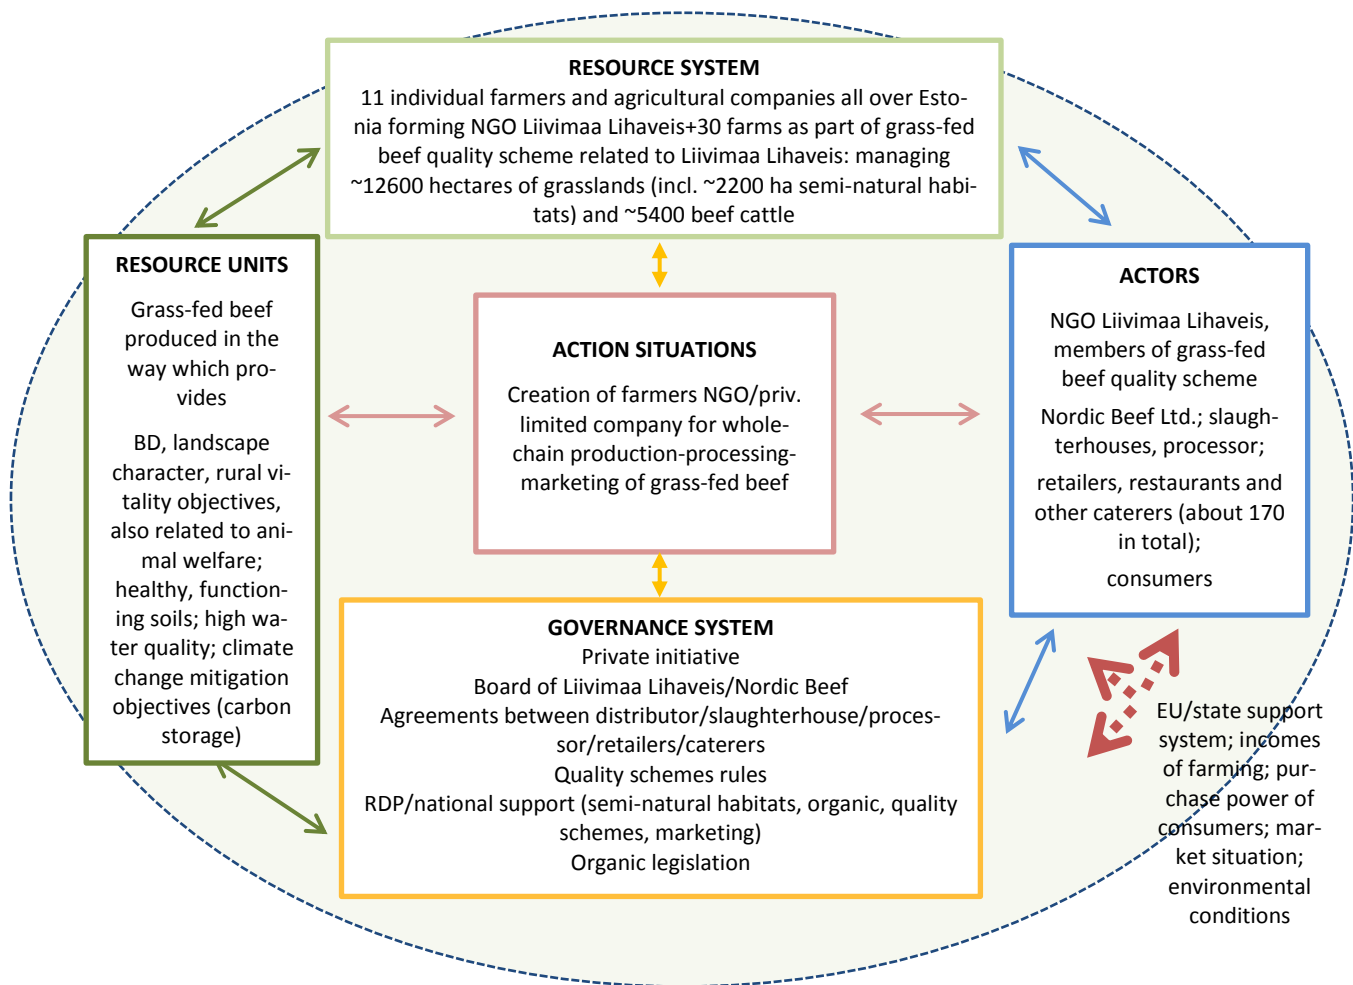 RESOURCE SYSTEM
11 individual farmers and agricultural companies all over Esto-
nia forming NGO Liivimaa Lihaveis+30 farms as part of grass-fed
beef quality scheme related to Liivimaa Lihaveis: managing
~12600 hectares of grasslands (incl. ~2200 ha semi-natural habi-
tats) and ~5400 beef cattle
RESOURCE UNITS
Grass-fed beef
produced in the
way which pro-
vides
BD, landscape
character, rural vi-
tality objectives,
also related to ani-
mal welfare;
healthy, function-
ing soils; high wa-
ter quality; climate
change mitigation
objectives (carbon
storage)
ACTION SITUATIONS
Creation of farmers NGO/priv.
limited company for whole-
chain production-processing-
marketing of grass-fed beef
ACTORS
NGO Liivimaa Lihaveis,
members of grass-fed
beef quality scheme
Nordic Beef Ltd.; slaugh-
terhouses, processor;
retailers, restaurants and
other caterers (about 170
in total);
consumers
GOVERNANCE SYSTEM
Private initiative
Board of Liivimaa Lihaveis/Nordic Beef
Agreements between distributor/slaughterhouse/proces-
sor/retailers/caterers
Quality schemes rules
RDP/national support (semi-natural habitats, organic, quality
schemes, marketing)
Organic legislation
EU/state support
system; incomes
of farming; pur-
chase power of
consumers; mar-
ket situation;
environmental
conditions